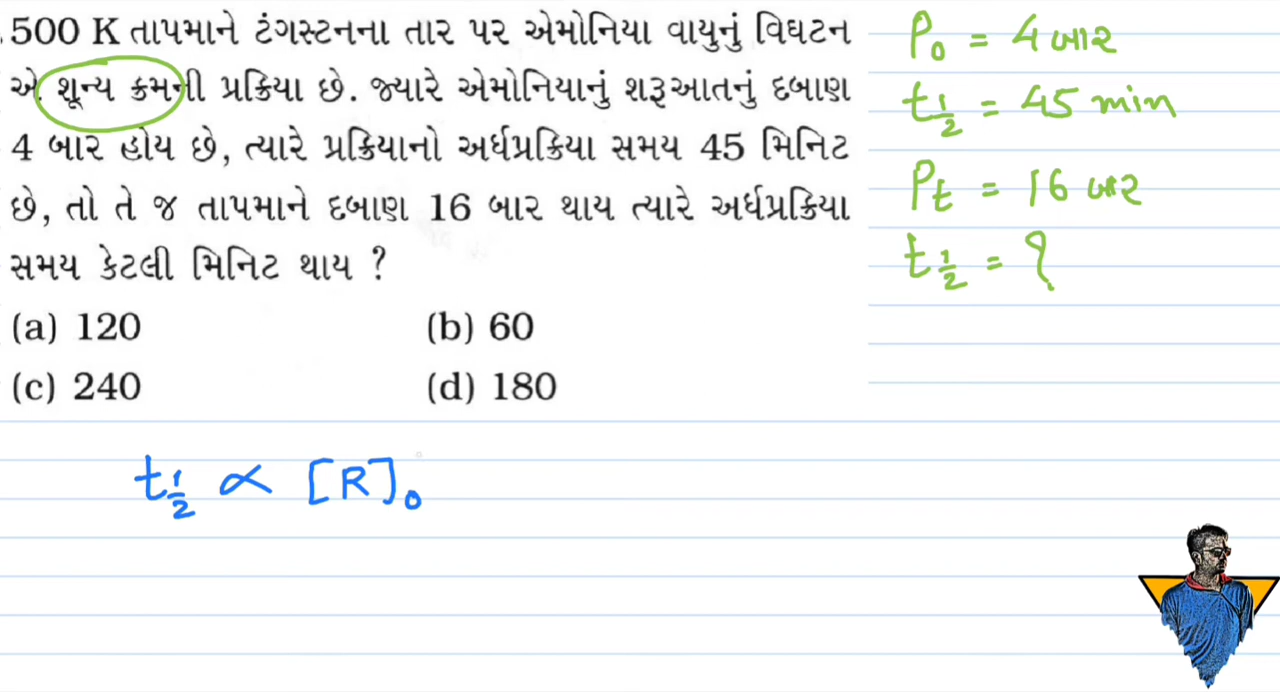 500 K તાપમાને ટંગસ્ટનના તાર પર એમોનિયા વાયુનું વિઘટન
એ શૂન્ય ક્રમની પ્રક્રિયા છે. જ્યારે એમોનિયાનું શરૂઆતનું દબાણ
4 બાર હોય છે, ત્યારે પ્રક્રિયાનો અર્ધપ્રક્રિયા સમય 45 મિનિટ
છે, તો તે જ તાપમાને દબાણ 16 બાર થાય ત્યારે અર્ધપ્રક્રિયા
સમય કેટલી મિનિટ થાય ?
(a) 120 (b) 60
(c) 240 (d) 180
P₀ = 4 બાર
t½ = 45 min
Pt = 16 બાર
t½ = ?
t½ ∝ [R]₀